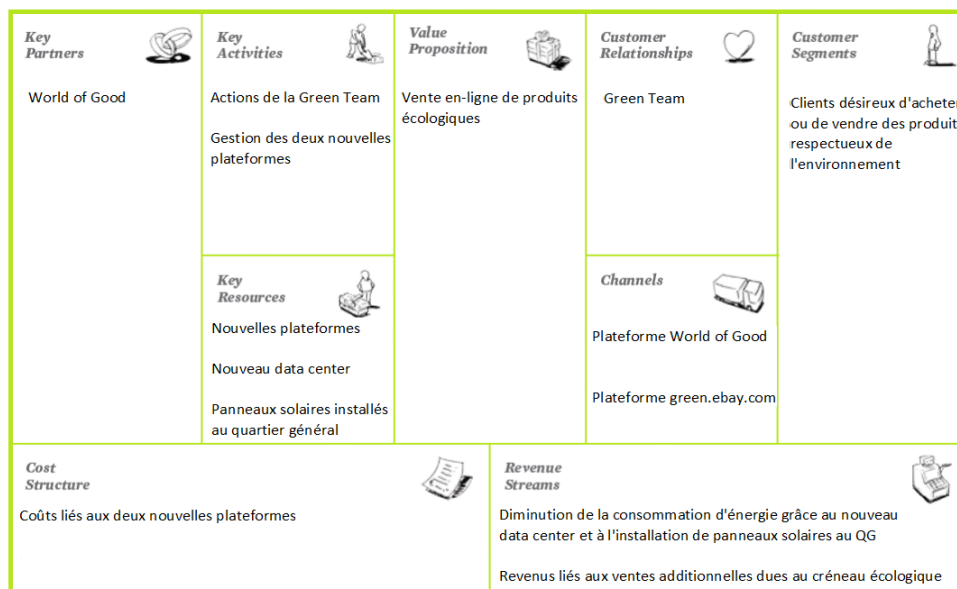 Key
Partners
World of Good
Key
Activities
Actions de la Green Team
Gestion des deux nouvelles
plateformes
Key
Resources
Nouvelles plateformes
Nouveau data center
Panneaux solaires installés
au quartier général
Value
Proposition
Vente en-ligne de produits
écologiques
Customer
Relationships
Green Team
Channels
Plateforme World of Good
Plateforme green.ebay.com
Customer
Segments
Clients désireux d'acheter
ou de vendre des produit
respectueux de
l'environnement
Cost
Structure
Coûts liés aux deux nouvelles plateformes
Revenue
Streams
Diminution de la consommation d'énergie grâce au nouveau
data center et à l'installation de panneaux solaires au QG
Revenus liés aux ventes additionnelles dues au créneau écologique